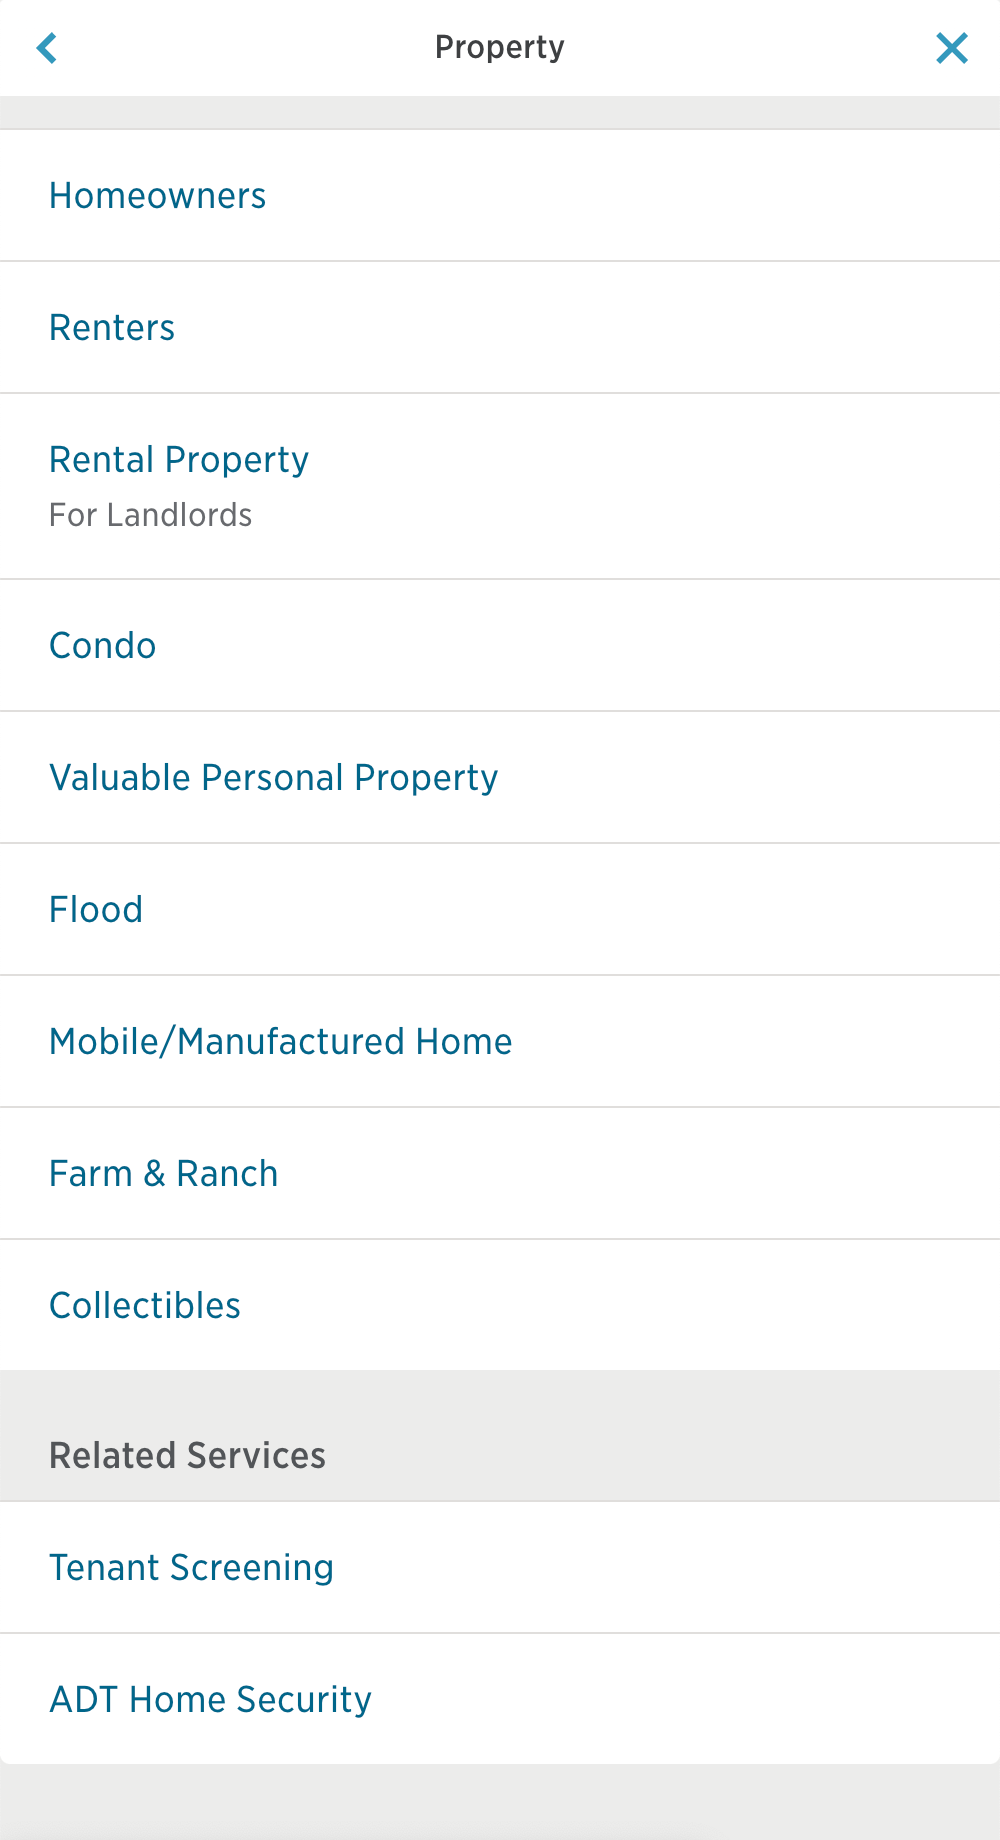 Property
Homeowners
Renters
Rental Property
For Landlords
Condo
Valuable Personal Property
Flood
Mobile/Manufactured Home
Farm & Ranch
Collectibles
Related Services
Tenant Screening
ADT Home Security